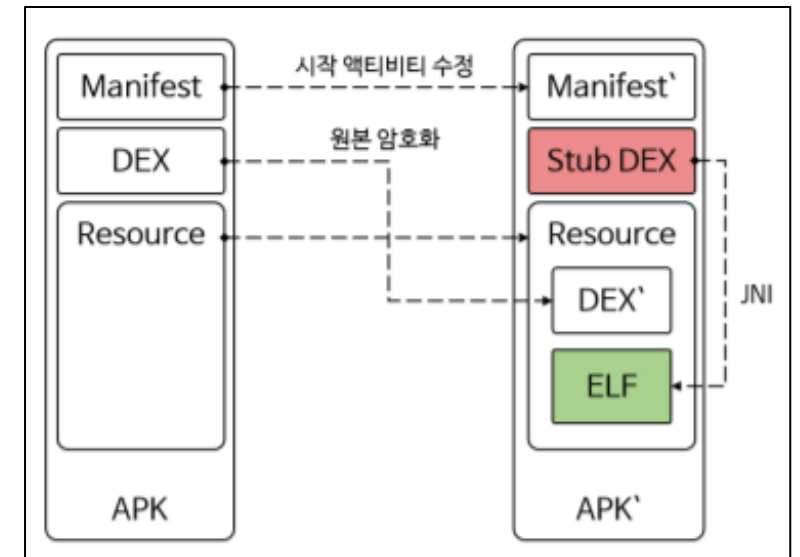 Manifest
시작 액티비티 수정
Manifest`
DEX
원본 암호화
Stub DEX
Resource
Resource
DEX`
JNI
ELF
APK
APK`